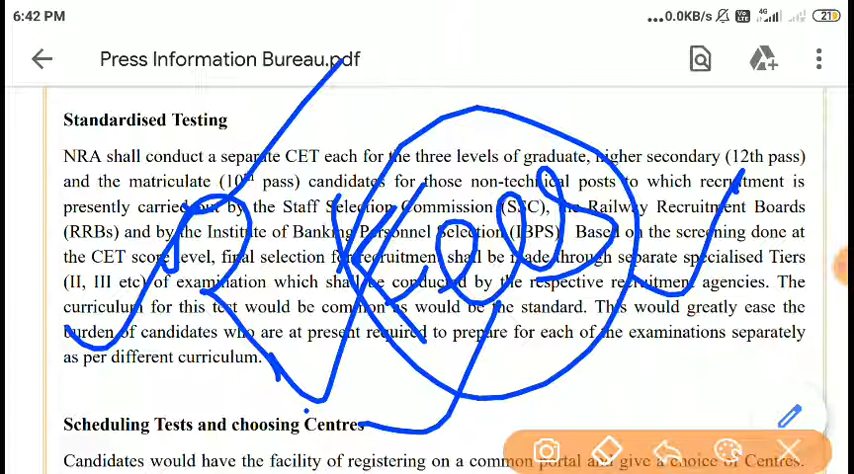 6:42 PM ...0.0KB/s 4G 21
Press Information Bureau.pdf
Standardised Testing
NRA shall conduct a separate CET each for the three levels of graduate, higher secondary (12th pass)
and the matriculate (10th pass) candidates for those non-technical posts to which recruitment is
presently carried out by the Staff Selection Commission (SSC), the Railway Recruitment Boards
(RRBs) and by the Institute of Banking Personnel Selection (IBPS). Based on the screening done at
the CET score level, final selection for recruitment shall be made through separate specialised Tiers
(II, III etc) of examination which shall be conducted by the respective recruitment agencies. The
curriculum for this test would be common as would be the standard. This would greatly ease the
burden of candidates who are at present required to prepare for each of the examinations separately
as per different curriculum.
Scheduling Tests and choosing Centres
Candidates would have the facility of registering on a common portal and give a choice of Centres.